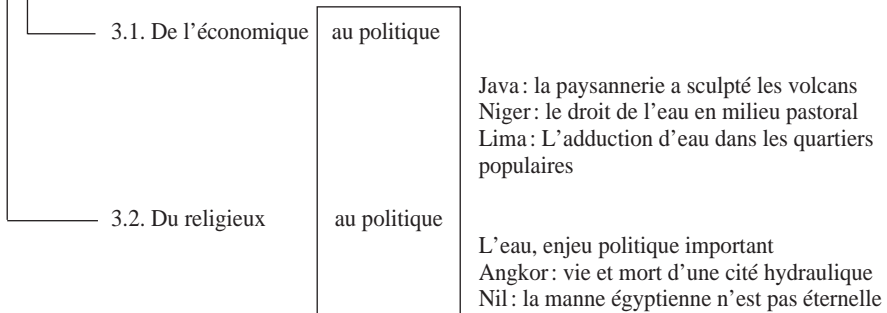 3.1. De l’économique au politique
Java : la paysannerie a sculpté les volcans
Niger : le droit de l’eau en milieu pastoral
Lima : L’adduction d’eau dans les quartiers
populaires
3.2. Du religieux au politique
L’eau, enjeu politique important
Angkor : vie et mort d’une cité hydraulique
Nil : la manne égyptienne n’est pas éternelle